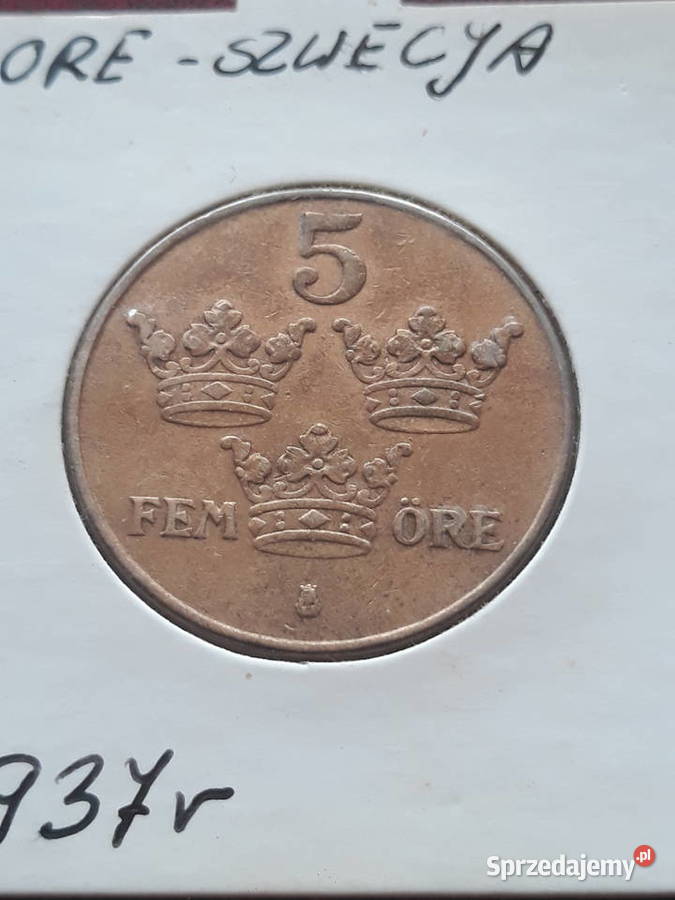 ORE - SZWECJA
5
FEM ÖRE
937r
Sprzedajemy.pl